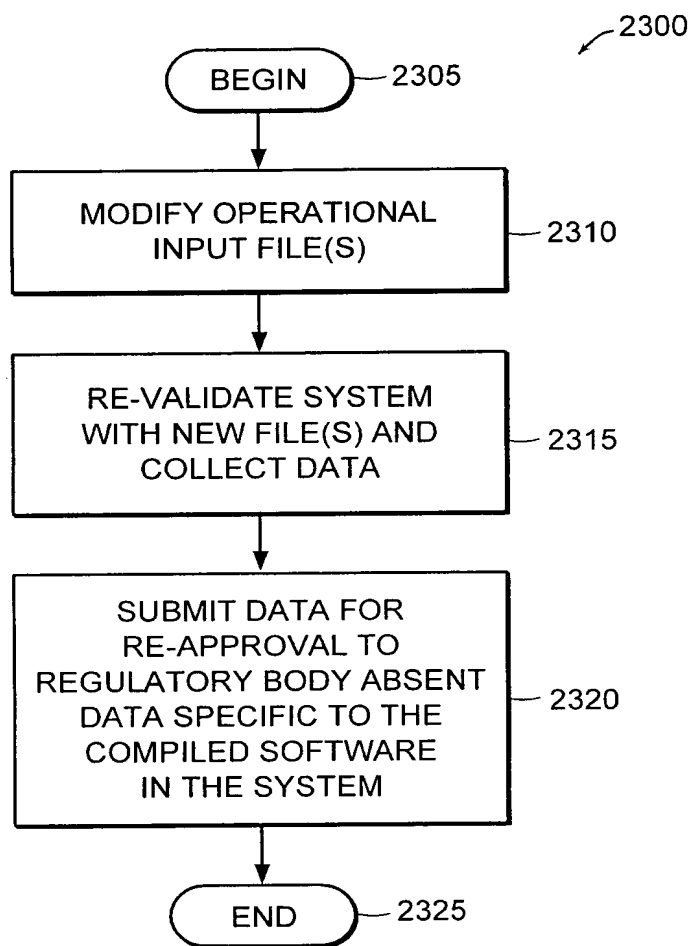 2300
BEGIN
2305
MODIFY OPERATIONAL
INPUT FILE(S)
2310
RE-VALIDATE SYSTEM
WITH NEW FILE(S) AND
COLLECT DATA
2315
SUBMIT DATA FOR
RE-APPROVAL TO
REGULATORY BODY ABSENT
DATA SPECIFIC TO THE
COMPILED SOFTWARE
IN THE SYSTEM
2320
END
2325